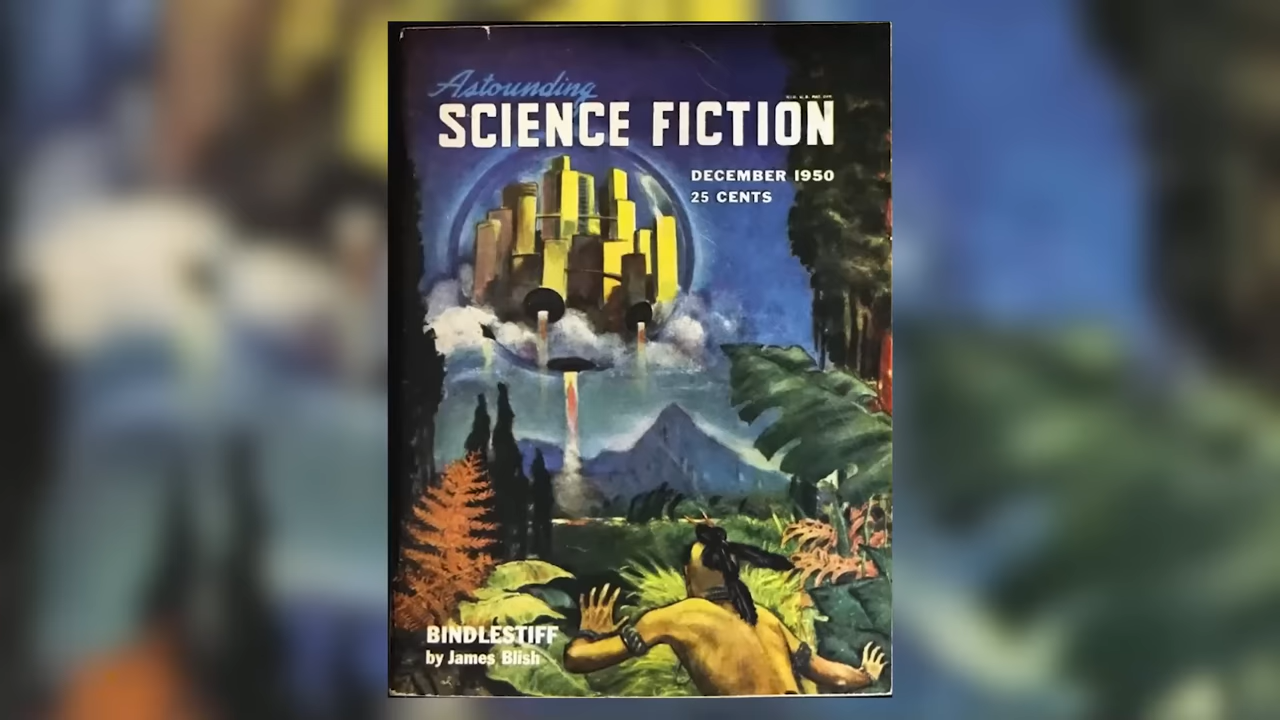 Astounding
SCIENCE FICTION
DECEMBER 1950
25 CENTS
BINDLESTIFF
by James Blish